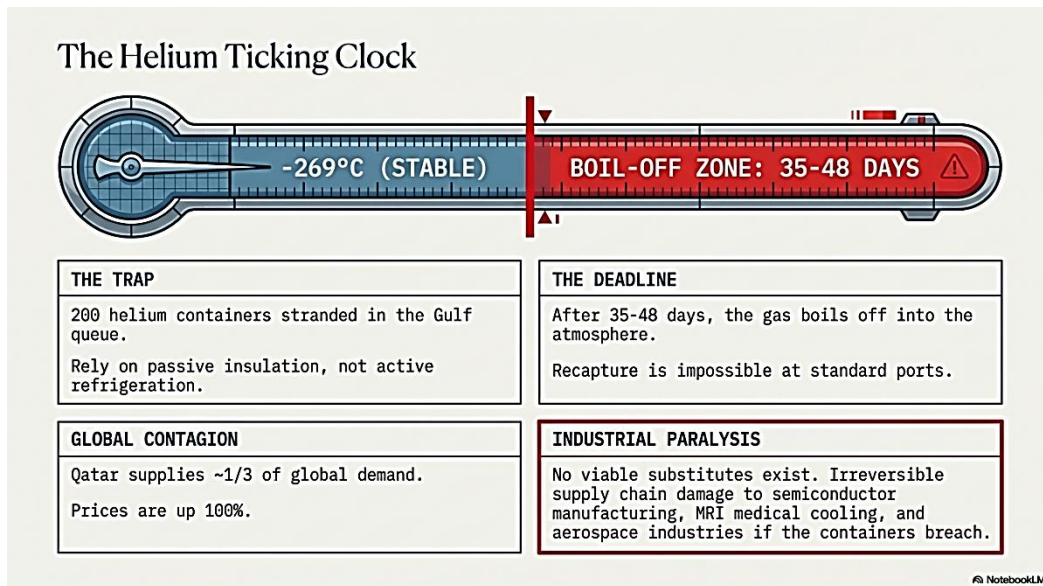 The Helium Ticking Clock
-269°C (STABLE)
BOIL-OFF ZONE: 35-48 DAYS
THE TRAP
200 helium containers stranded in the Gulf
queue.
Rely on passive insulation, not active
refrigeration.
THE DEADLINE
After 35-48 days, the gas boils off into the
atmosphere.
Recapture is impossible at standard ports.
GLOBAL CONTAGION
Qatar supplies ~1/3 of global demand.
Prices are up 100%.
INDUSTRIAL PARALYSIS
No viable substitutes exist. Irreversible
supply chain damage to semiconductor
manufacturing, MRI medical cooling, and
aerospace industries if the containers breach.
NotebookLM